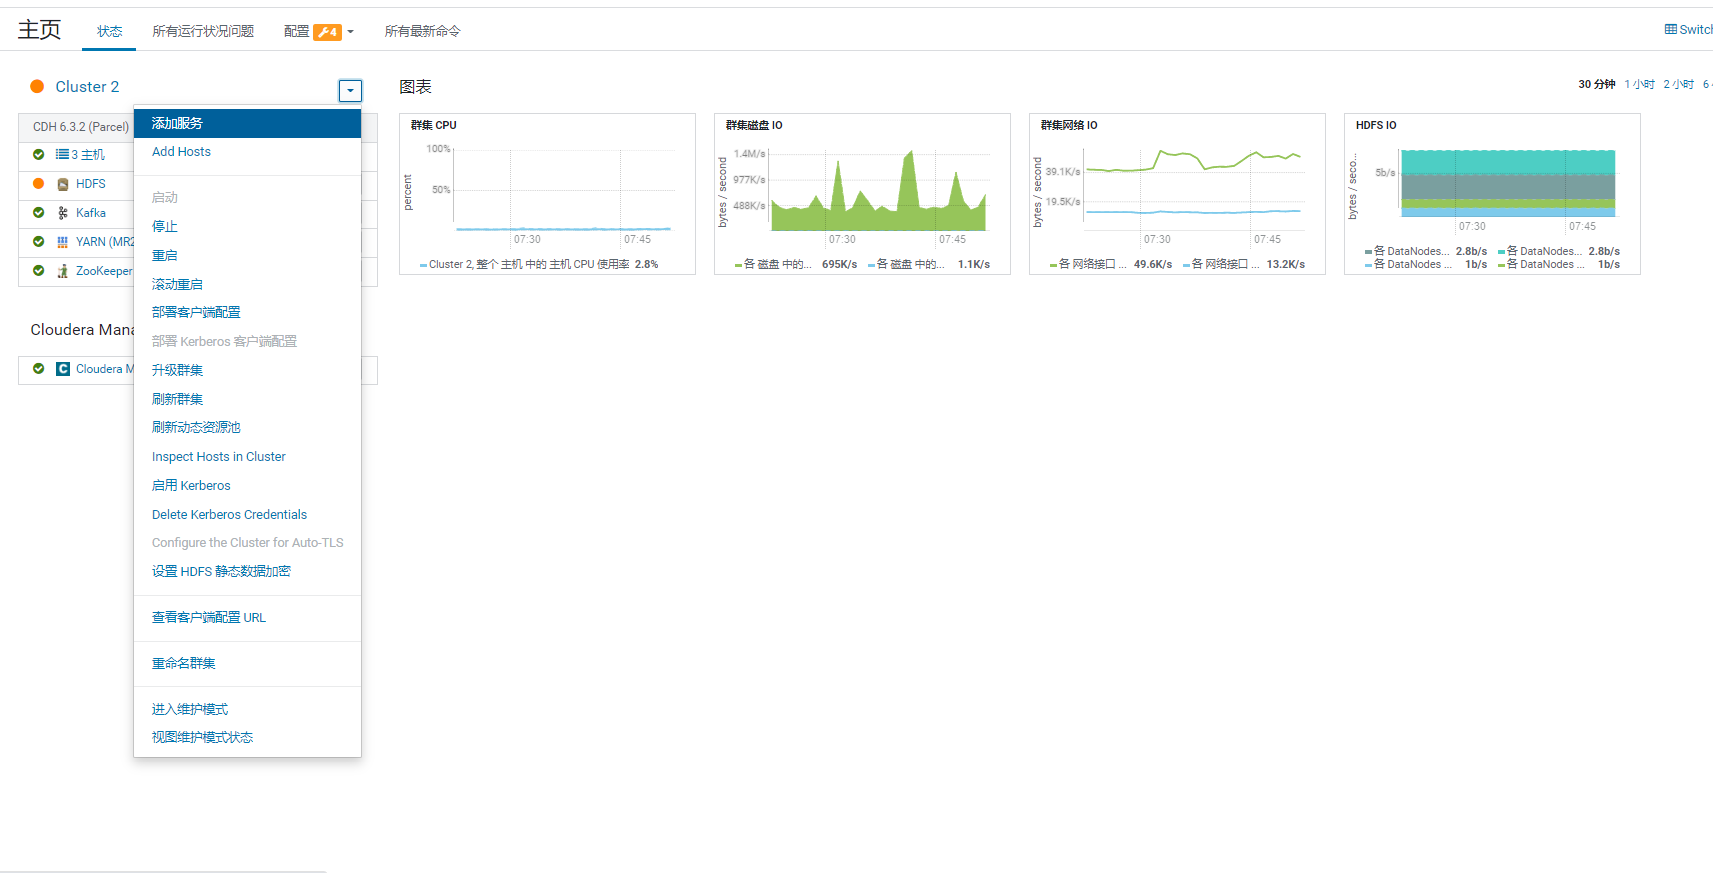 主页
状态
所有运行状况问题
配置 4
所有最新命令
Switch
Cluster 2
CDH 6.3.2 (Parcel)
3 主机
HDFS
Kafka
YARN (MR2
ZooKeeper
Cloudera Mana
Cloudera M
添加服务
Add Hosts
启动
停止
重启
滚动重启
部署客户端配置
部署 Kerberos 客户端配置
升级群集
刷新群集
刷新动态资源池
Inspect Hosts in Cluster
启用 Kerberos
Delete Kerberos Credentials
Configure the Cluster for Auto-TLS
设置 HDFS 静态数据加密
查看客户端配置 URL
重命名群集
进入维护模式
视图维护模式状态
图表
30 分钟 1 小时 2 小时 6
群集 CPU
percent
100%
50%
07:30 07:45
Cluster 2, 整个 主机 中的 主机 CPU 使用率 2.8%
群集磁盘 IO
bytes / second
1.4M/s
977K/s
488K/s
07:30 07:45
各 磁盘 中的... 695K/s 各 磁盘 中的... 1.1K/s
群集网络 IO
bytes / second
39.1K/s
19.5K/s
07:30 07:45
各 网络接口 ... 49.6K/s 各 网络接口 ... 13.2K/s
HDFS IO
bytes / seco...
5b/s
07:30 07:45
各 DataNodes... 2.8b/s 各 DataNodes... 2.8b/s
各 DataNodes ... 1b/s 各 DataNodes ... 1b/s